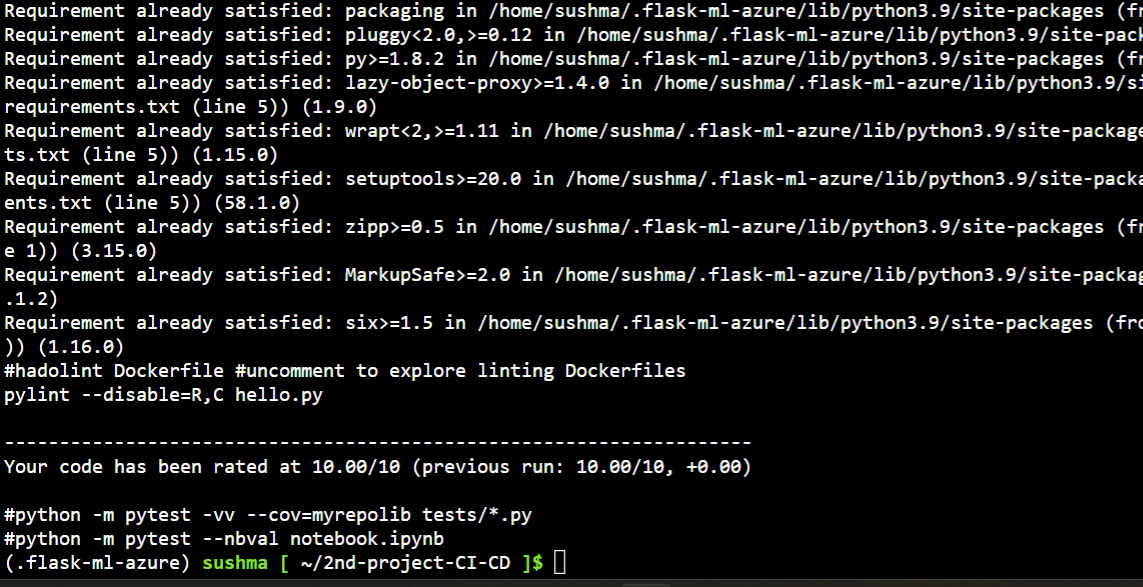 Requirement already satisfied: packaging in /home/sushma/.flask-ml-azure/lib/python3.9/site-packages (fr
Requirement already satisfied: pluggy<2.0,>=0.12 in /home/sushma/.flask-ml-azure/lib/python3.9/site-pack
Requirement already satisfied: py>=1.8.2 in /home/sushma/.flask-ml-azure/lib/python3.9/site-packages (fr
Requirement already satisfied: lazy-object-proxy>=1.4.0 in /home/sushma/.flask-ml-azure/lib/python3.9/si
requirements.txt (line 5)) (1.9.0)
Requirement already satisfied: wrapt<2,>=1.11 in /home/sushma/.flask-ml-azure/lib/python3.9/site-package
ts.txt (line 5)) (1.15.0)
Requirement already satisfied: setuptools>=20.0 in /home/sushma/.flask-ml-azure/lib/python3.9/site-packa
ents.txt (line 5)) (58.1.0)
Requirement already satisfied: zipp>=0.5 in /home/sushma/.flask-ml-azure/lib/python3.9/site-packages (fr
e 1)) (3.15.0)
Requirement already satisfied: MarkupSafe>=2.0 in /home/sushma/.flask-ml-azure/lib/python3.9/site-packag
.1.2)
Requirement already satisfied: six>=1.5 in /home/sushma/.flask-ml-azure/lib/python3.9/site-packages (fro
)) (1.16.0)
#hadolint Dockerfile #uncomment to explore linting Dockerfiles
pylint --disable=R,C hello.py
--------------------------------------------------------------------
Your code has been rated at 10.00/10 (previous run: 10.00/10, +0.00)
#python -m pytest -vv --cov=myrepolib tests/*.py
#python -m pytest --nbval notebook.ipynb
(.flask-ml-azure) sushma [ ~/2nd-project-CI-CD ]$